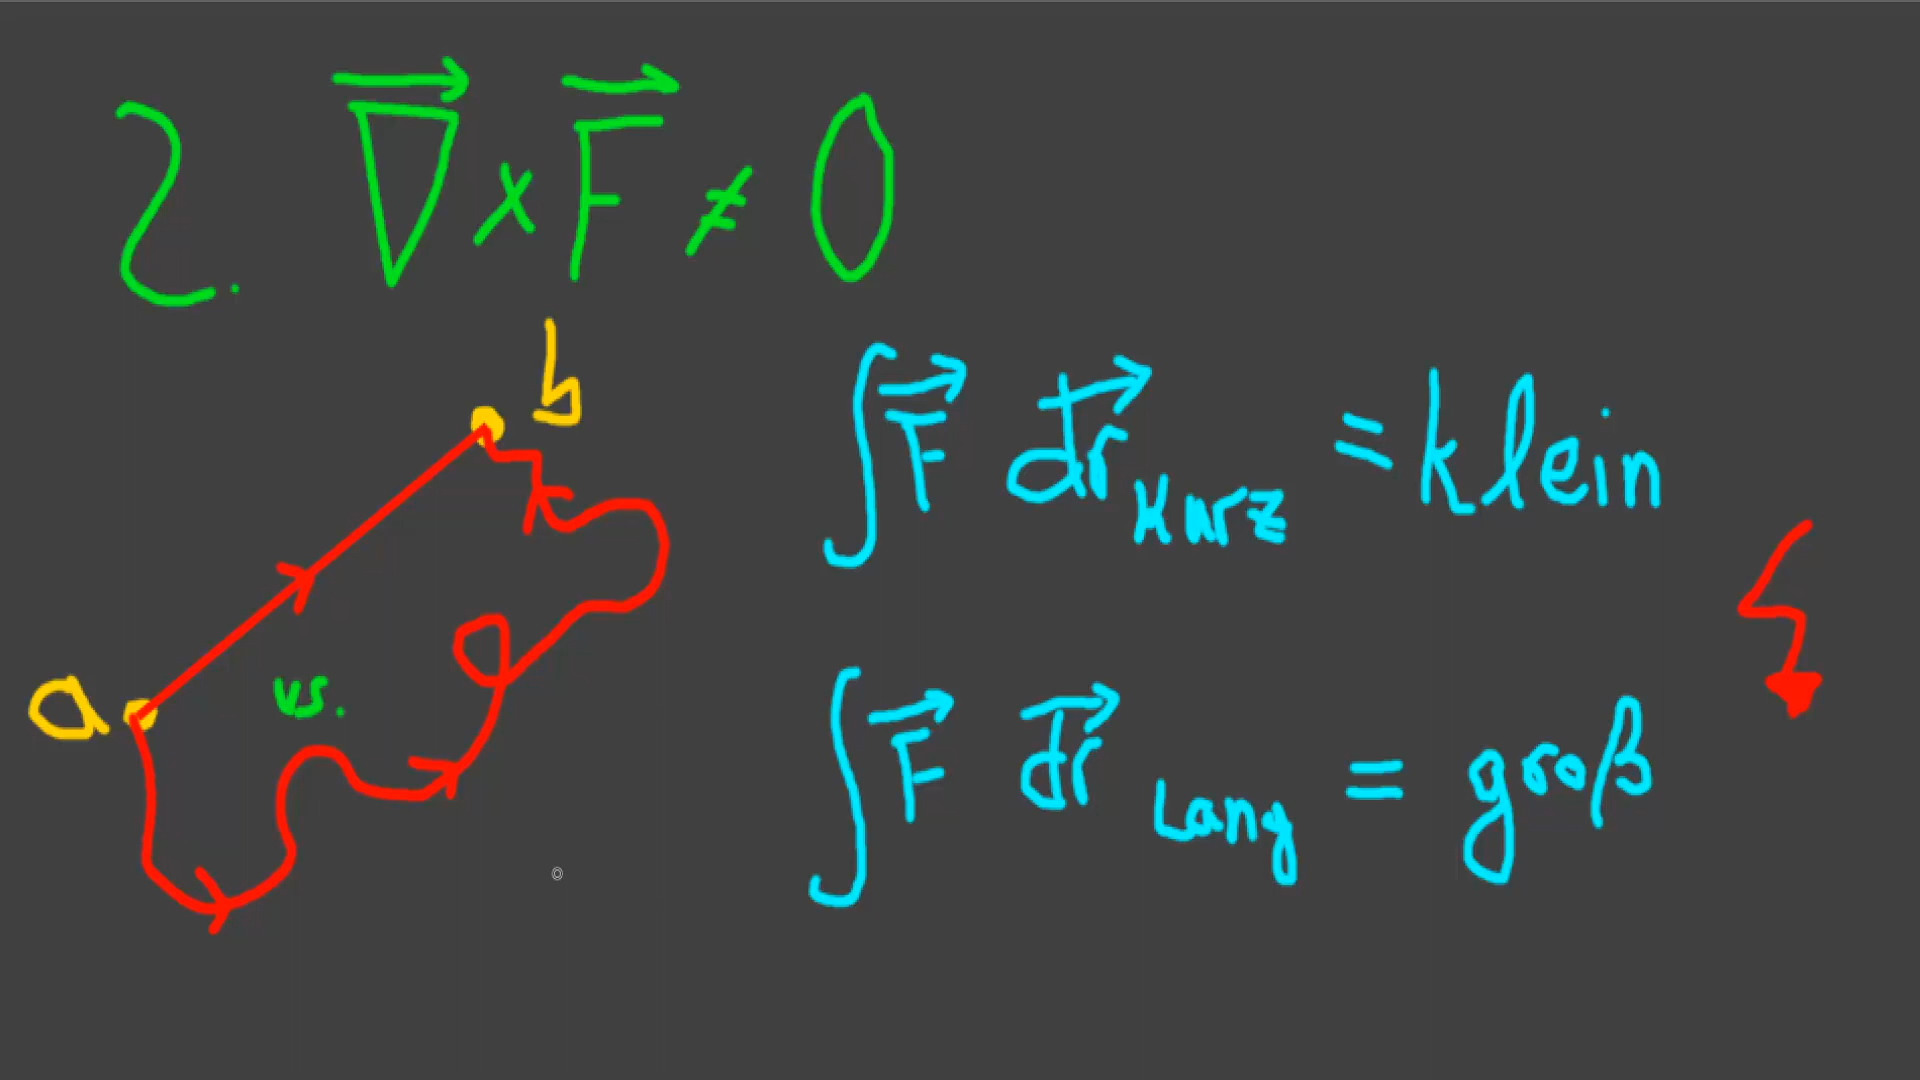 2. ∇⃗ × F⃗ ≠ 0
b
∫ F⃗ dr⃗ kurz = klein
a
vs.
∫ F⃗ dr⃗ Lang = groß